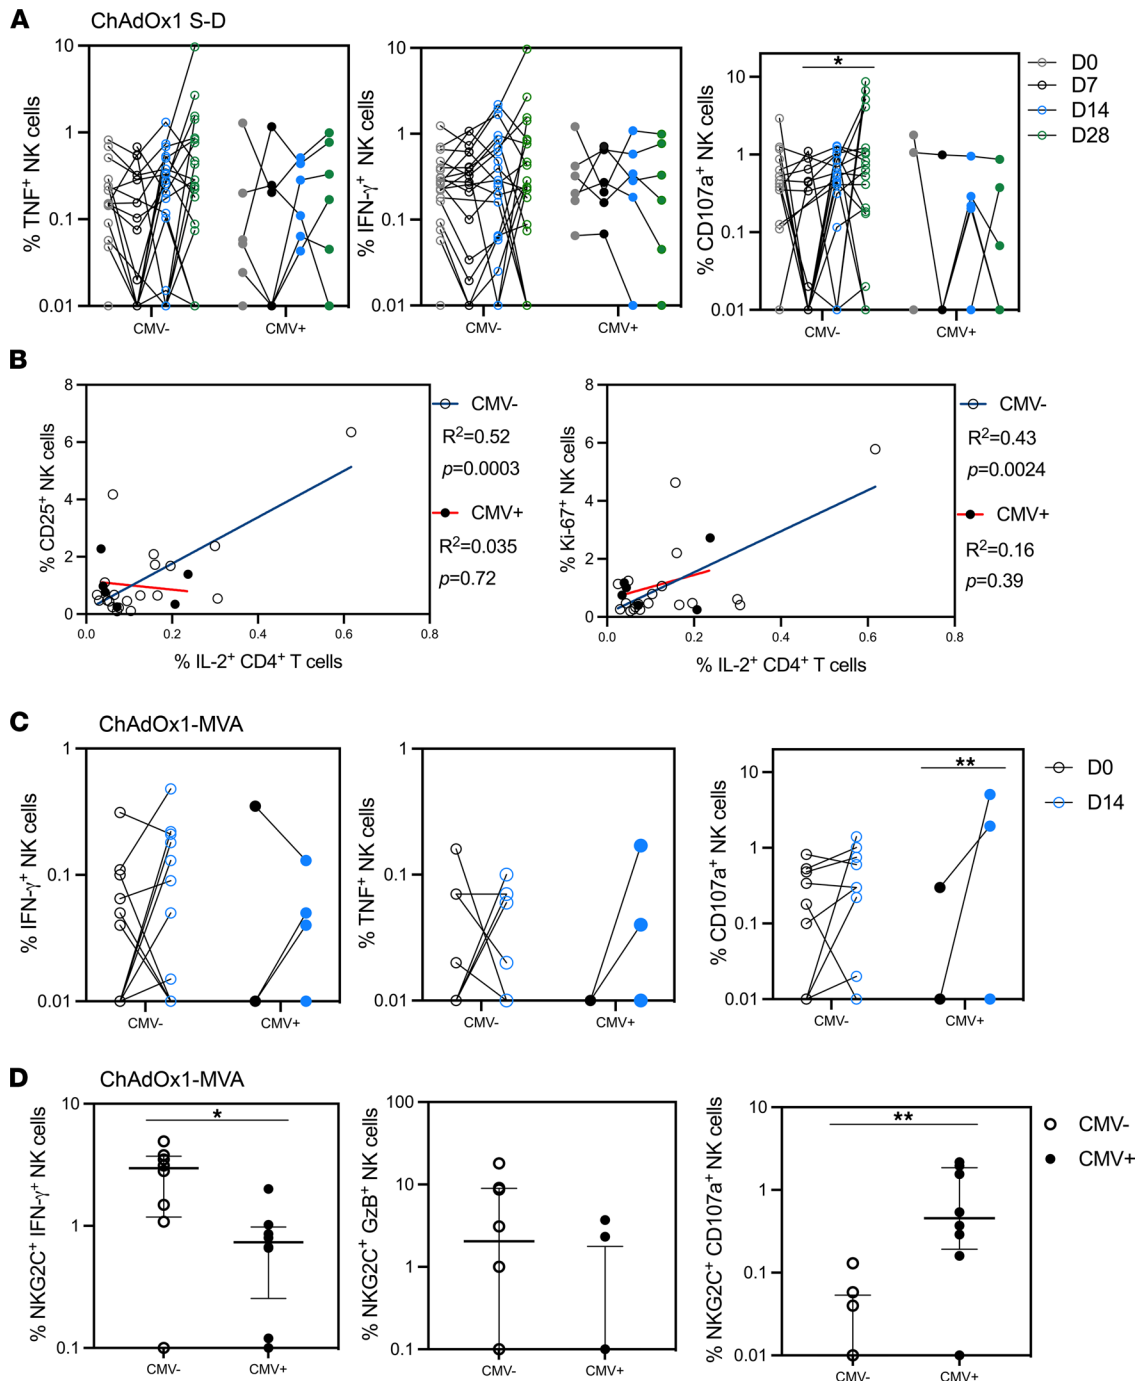 A
ChAdOx1 S-D
% TNF⁺ NK cells
10
1
0.1
0.01
CMV-
CMV+
% IFN-γ⁺ NK cells
10
1
0.1
0.01
CMV-
CMV+
% CD107a⁺ NK cells
10
1
0.1
0.01
*
CMV-
CMV+
D0
D7
D14
D28
B
% CD25⁺ NK cells
8
6
4
2
0
0.0
0.2
0.4
0.6
0.8
% IL-2⁺ CD4⁺ T cells
CMV-
R²=0.52
p=0.0003
CMV+
R²=0.035
p=0.72
% Ki-67⁺ NK cells
8
6
4
2
0
0.0
0.2
0.4
0.6
0.8
% IL-2⁺ CD4⁺ T cells
CMV-
R²=0.43
p=0.0024
CMV+
R²=0.16
p=0.39
C
ChAdOx1-MVA
% IFN-γ⁺ NK cells
1
0.1
0.01
CMV-
CMV+
% TNF⁺ NK cells
1
0.1
0.01
CMV-
CMV+
% CD107a⁺ NK cells
10
1
0.1
0.01
**
CMV-
CMV+
D0
D14
D
ChAdOx1-MVA
% NKG2C⁺ IFN-γ⁺ NK cells
10
1
0.1
*
CMV-
CMV+
% NKG2C⁺ GzB⁺ NK cells
100
10
1
0.1
CMV-
CMV+
% NKG2C⁺ CD107a⁺ NK cells
10
1
0.1
0.01
**
CMV-
CMV+
CMV-
CMV+